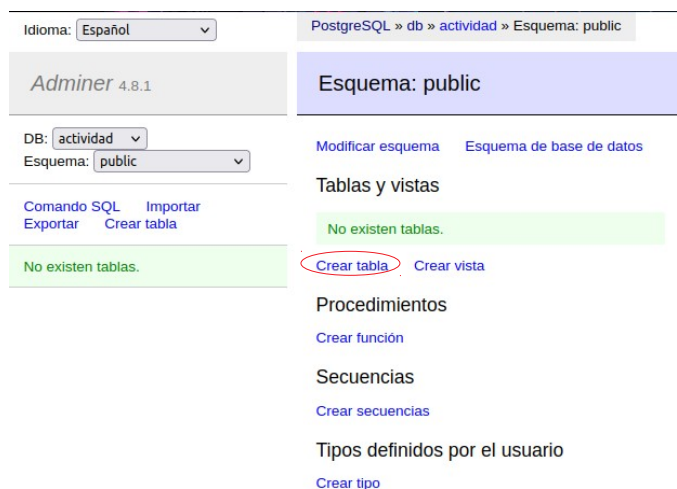 Idioma: Español
Adminer 4.8.1
DB: actividad
Esquema: public
Comando SQL Importar
Exportar Crear tabla
No existen tablas.
PostgreSQL » db » actividad » Esquema: public
Esquema: public
Modificar esquema Esquema de base de datos
Tablas y vistas
No existen tablas.
Crear tabla Crear vista
Procedimientos
Crear función
Secuencias
Crear secuencias
Tipos definidos por el usuario
Crear tipo